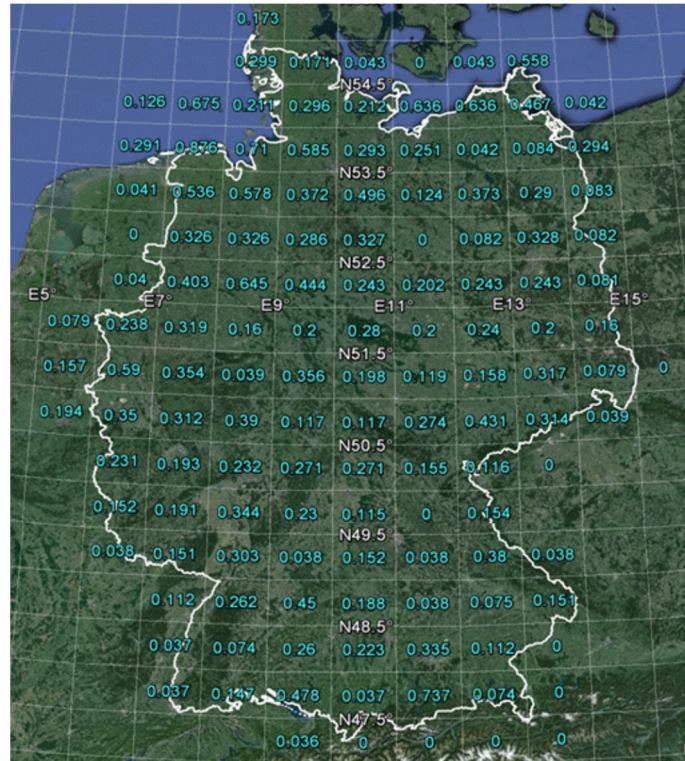 0.173
0.299 0.171 0.043 0 0.043 0.558
N54.5°
0.126 0.675 0.211 0.296 0.212 0.636 0.636 0.467 0.042
0.291 0.876 0.71 0.585 0.293 0.251 0.042 0.084 0.294
N53.5°
0.041 0.536 0.578 0.372 0.496 0.124 0.373 0.29 0.083
0 0.326 0.326 0.286 0.327 0 0.082 0.328 0.082
N52.5°
0.04 0.403 0.645 0.444 0.243 0.202 0.243 0.243 0.081
E5° E7° E9° E11° E13° E15°
0.079 0.238 0.319 0.16 0.2 0.28 0.2 0.24 0.2 0.16
N51.5°
0.157 0.59 0.354 0.039 0.356 0.198 0.119 0.158 0.317 0.079 0
0.194 0.35 0.312 0.39 0.117 0.117 0.274 0.431 0.314 0.039
N50.5°
0.231 0.193 0.232 0.271 0.271 0.155 0.116 0
0.152 0.191 0.344 0.23 0.115 0 0.154
N49.5°
0.038 0.151 0.303 0.038 0.152 0.038 0.38 0.038
0.112 0.262 0.45 0.188 0.038 0.075 0.151
N48.5°
0.037 0.074 0.26 0.223 0.335 0.112 0
0.037 0.147 0.478 0.037 0.737 0.074 0
N47.5°
0.036 0 0 0 0